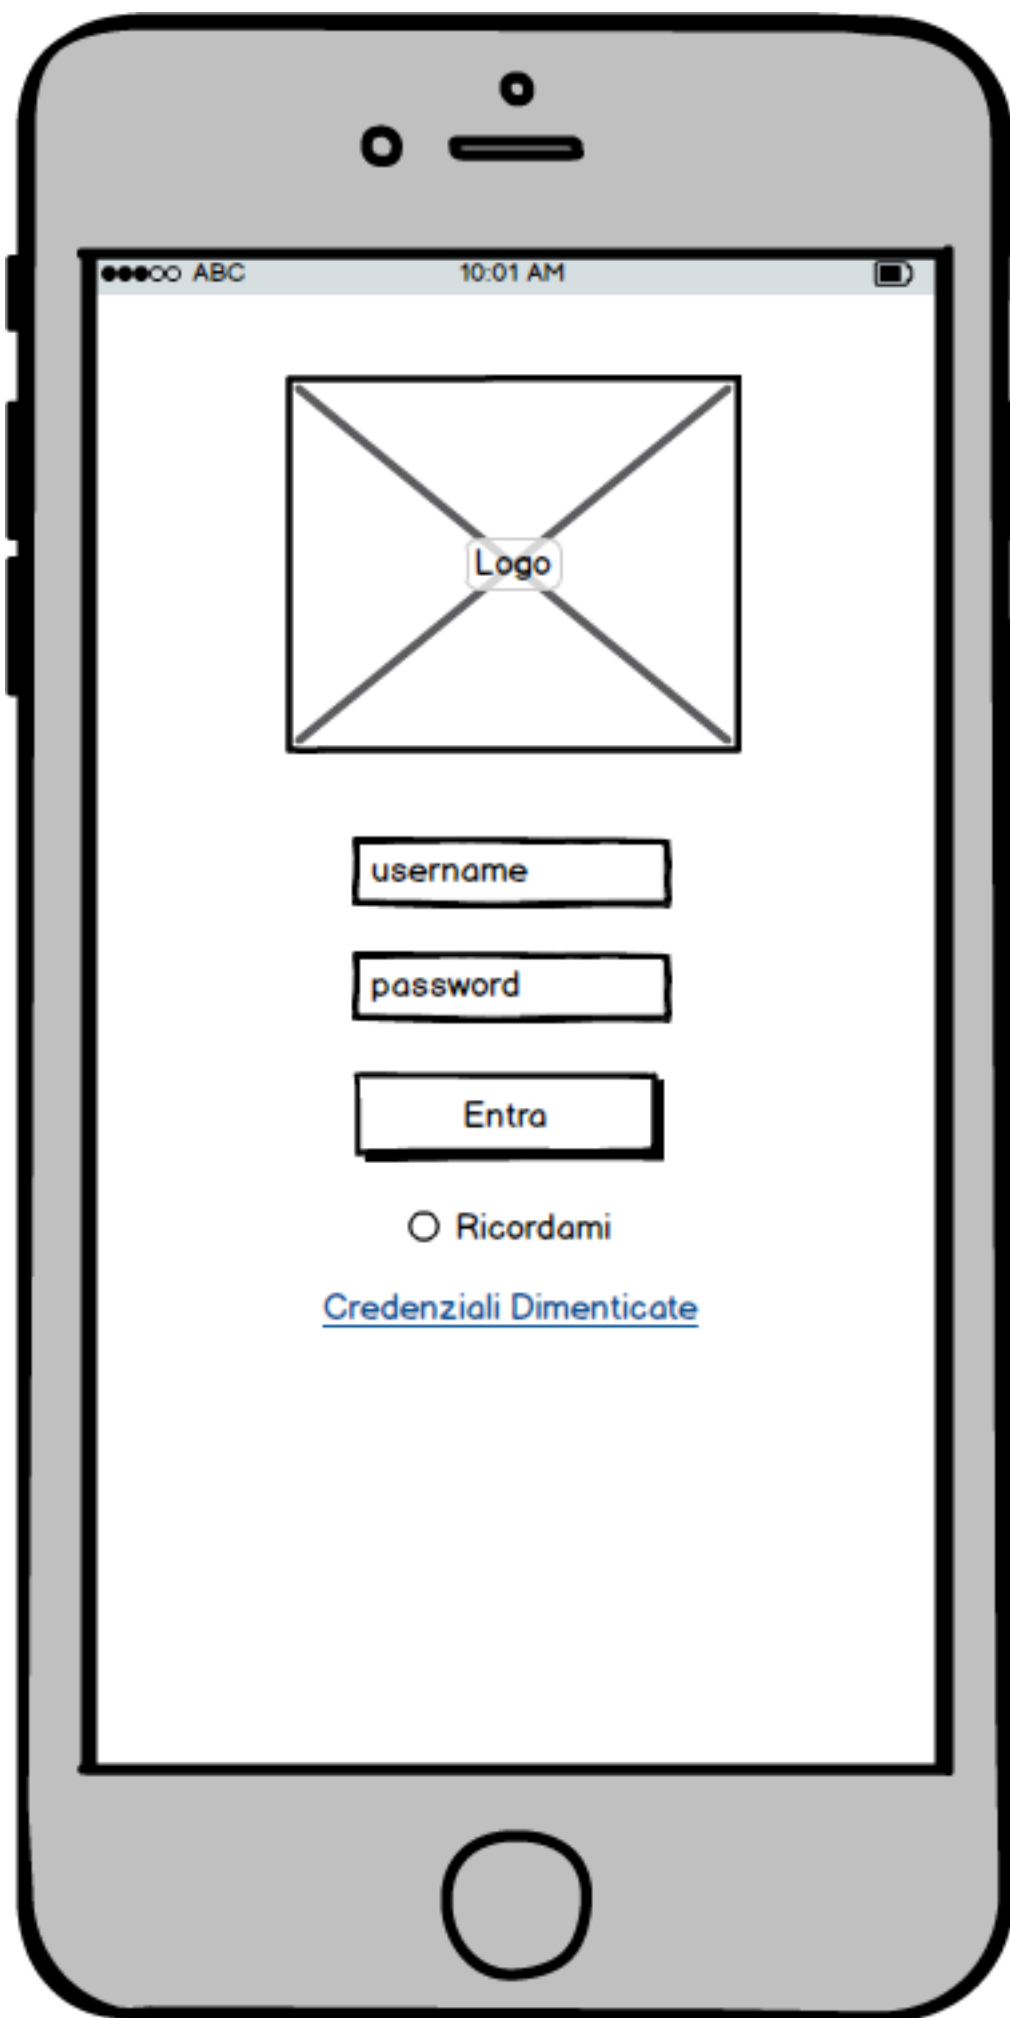 ABC 10:01 AM
Logo
username
password
Entra
Ricordami
Credenziali Dimenticate